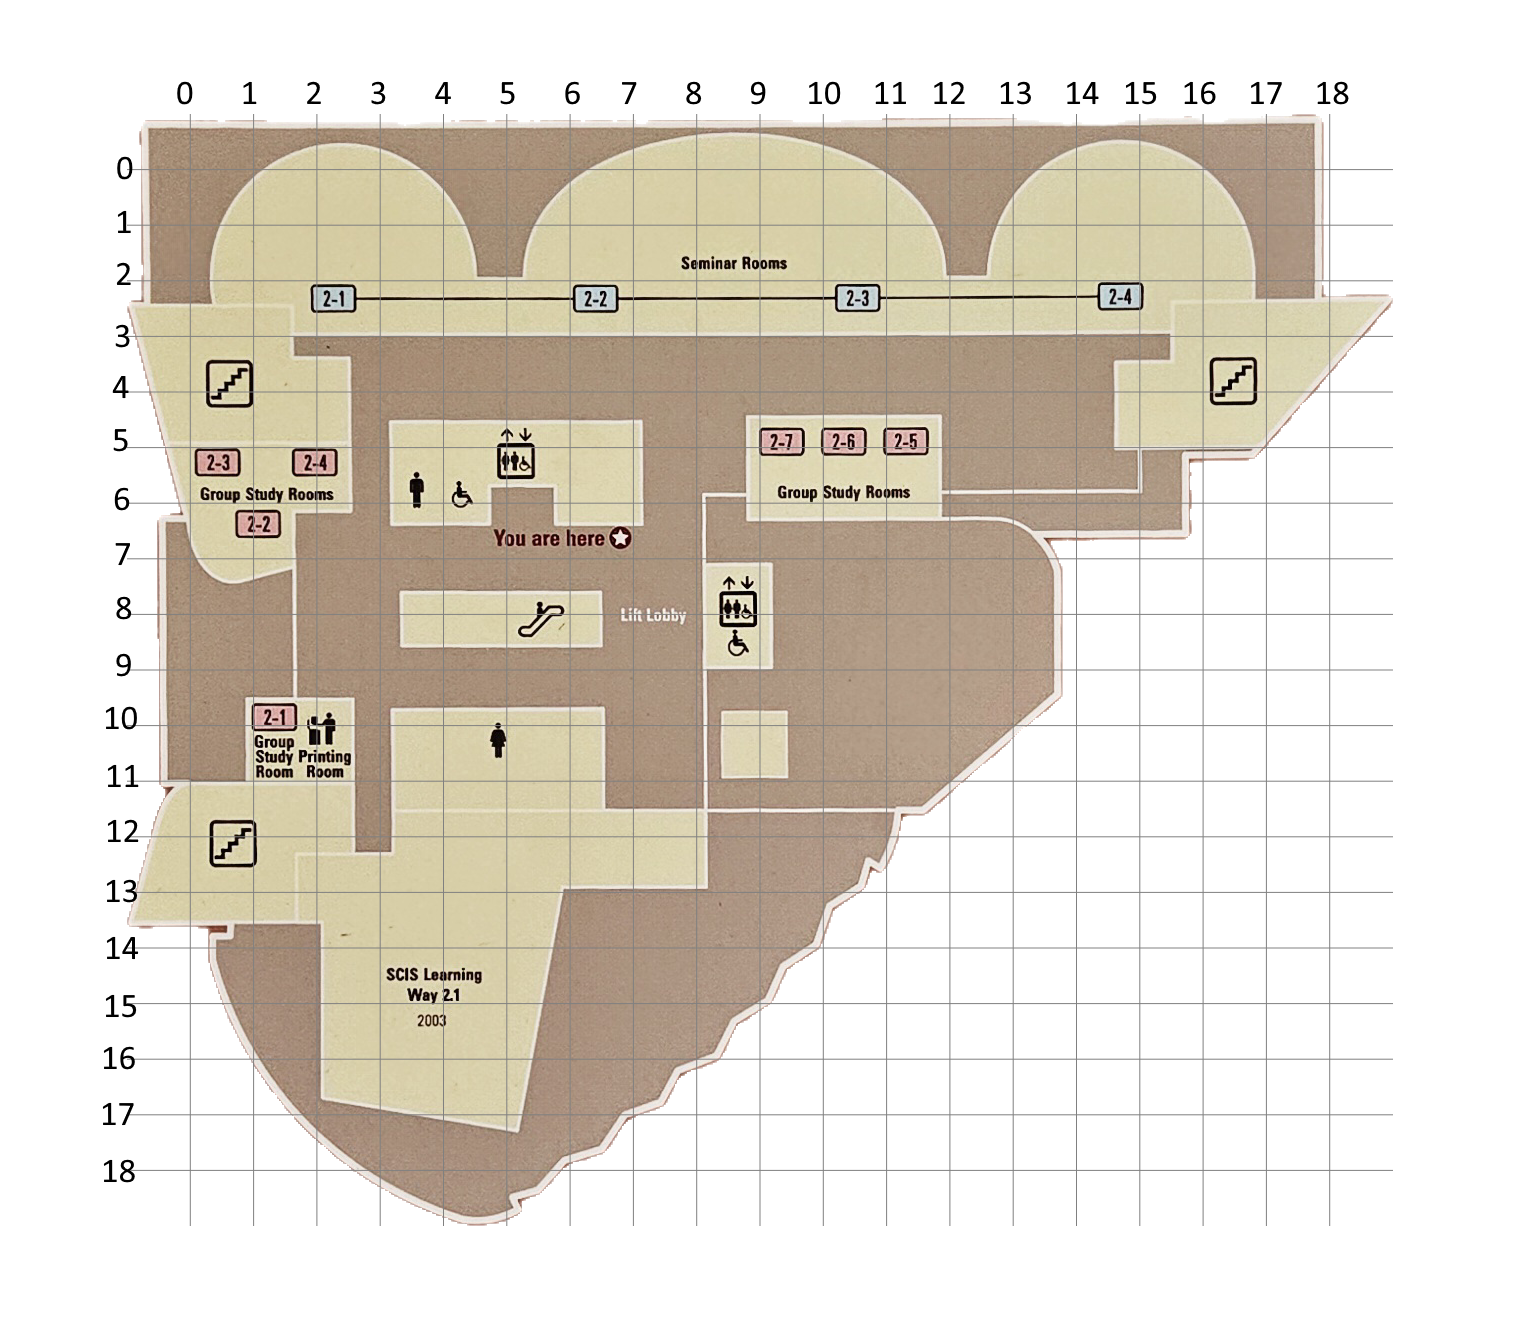 0 1 2 3 4 5 6 7 8 9 10 11 12 13 14 15 16 17 18
0
1
2
3
4
5
6
7
8
9
10
11
12
13
14
15
16
17
18
Seminar Rooms
2-1 2-2 2-3 2-4
2-3 2-4
Group Study Rooms
2-2
2-7 2-6 2-5
Group Study Rooms
You are here
Lift Lobby
2-1
Group
Study
Room
Printing
Room
SCIS Learning
Way 2.1
2003